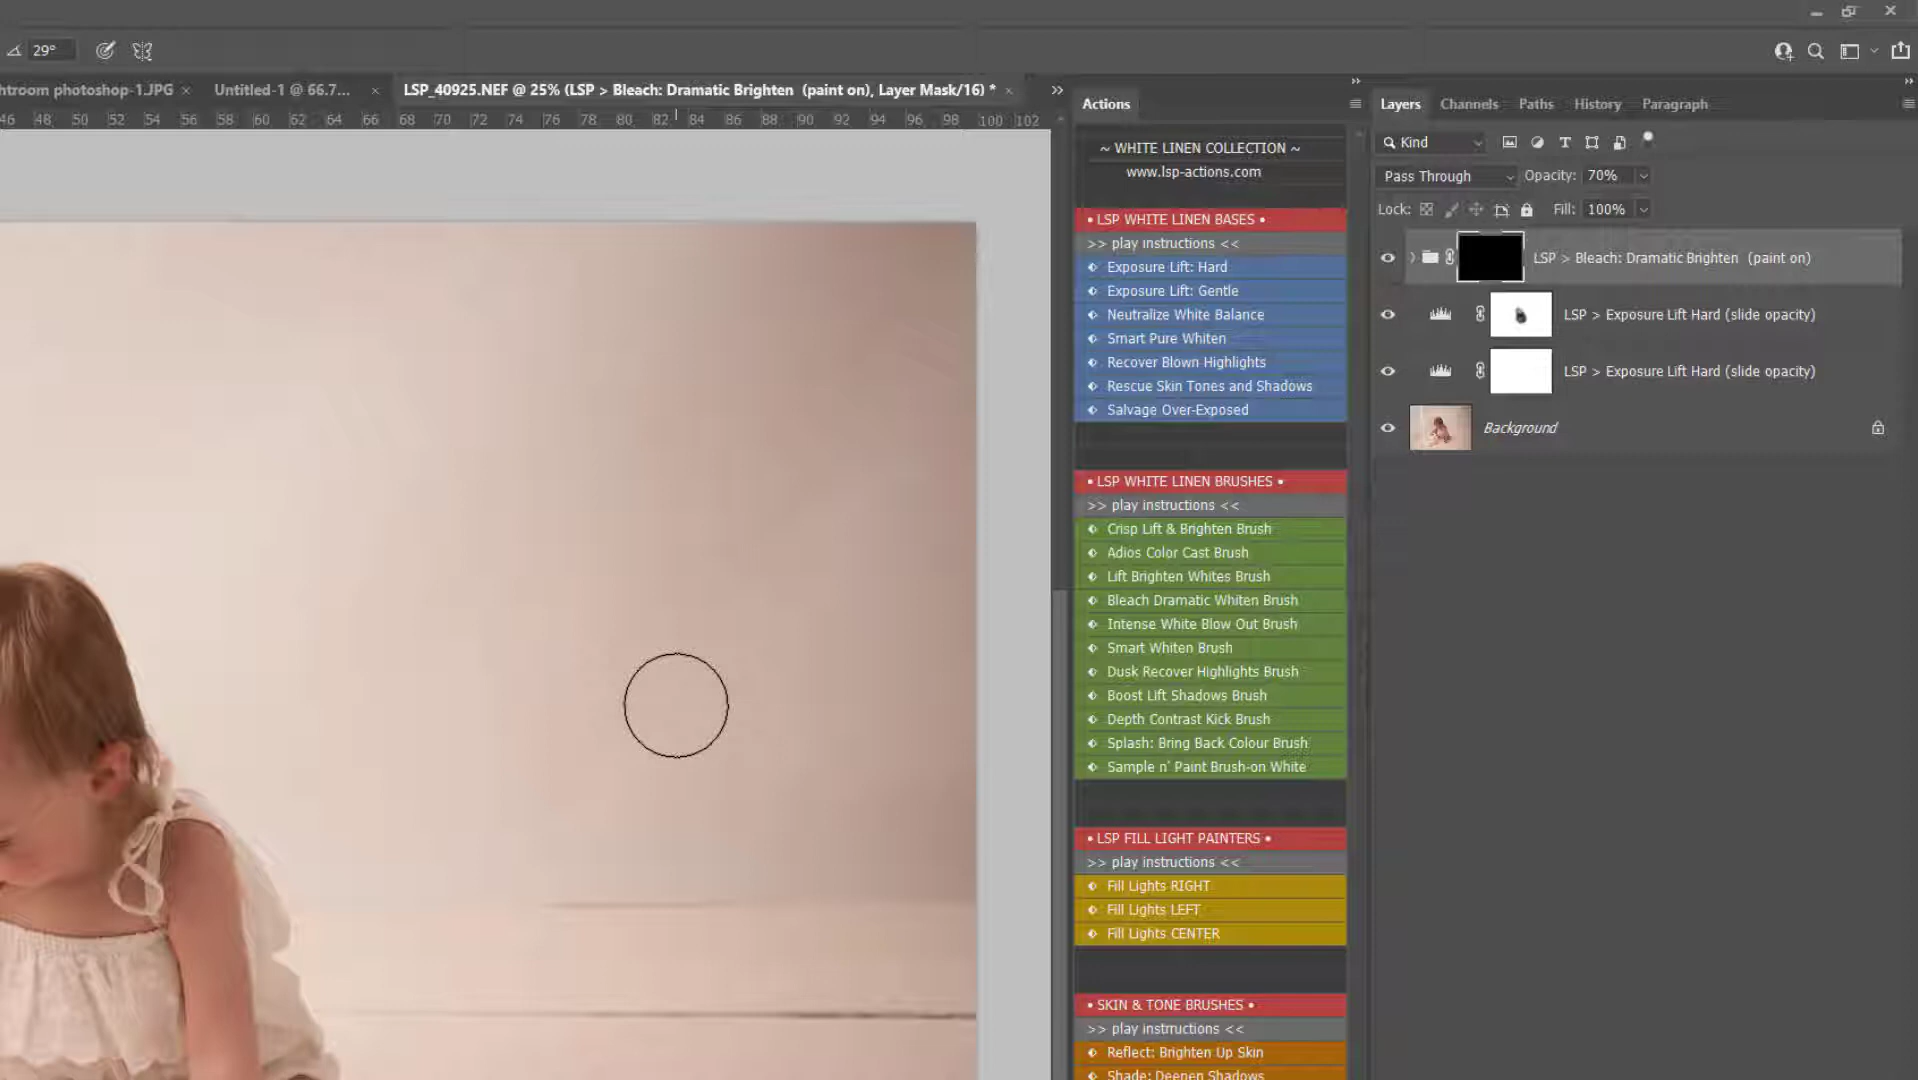 29°
htroom photoshop-1.JPG ×
Untitled-1 @ 66.7... ×
LSP_40925.NEF @ 25% (LSP > Bleach: Dramatic Brighten (paint on), Layer Mask/16) * ×
46 48 50 52 54 56 58 60 62 64 66 68 70 72 74 76 78 80 82 84 86 88 90 92 94 96 98 100 102
Actions
~ WHITE LINEN COLLECTION ~
www.lsp-actions.com
• LSP WHITE LINEN BASES •
>> play instructions <<
Exposure Lift: Hard
Exposure Lift: Gentle
Neutralize White Balance
Smart Pure Whiten
Recover Blown Highlights
Rescue Skin Tones and Shadows
Salvage Over-Exposed
• LSP WHITE LINEN BRUSHES •
>> play instructions <<
Crisp Lift & Brighten Brush
Adios Color Cast Brush
Lift Brighten Whites Brush
Bleach Dramatic Whiten Brush
Intense White Blow Out Brush
Smart Whiten Brush
Dusk Recover Highlights Brush
Boost Lift Shadows Brush
Depth Contrast Kick Brush
Splash: Bring Back Colour Brush
Sample n' Paint Brush-on White
• LSP FILL LIGHT PAINTERS •
>> play instructions <<
Fill Lights RIGHT
Fill Lights LEFT
Fill Lights CENTER
• SKIN & TONE BRUSHES •
>> play instrructions <<
Reflect: Brighten Up Skin
Shade: Deepen Shadows
Layers Channels Paths History Paragraph
Kind
Pass Through Opacity: 70%
Lock: Fill: 100%
LSP > Bleach: Dramatic Brighten (paint on)
LSP > Exposure Lift Hard (slide opacity)
LSP > Exposure Lift Hard (slide opacity)
Background